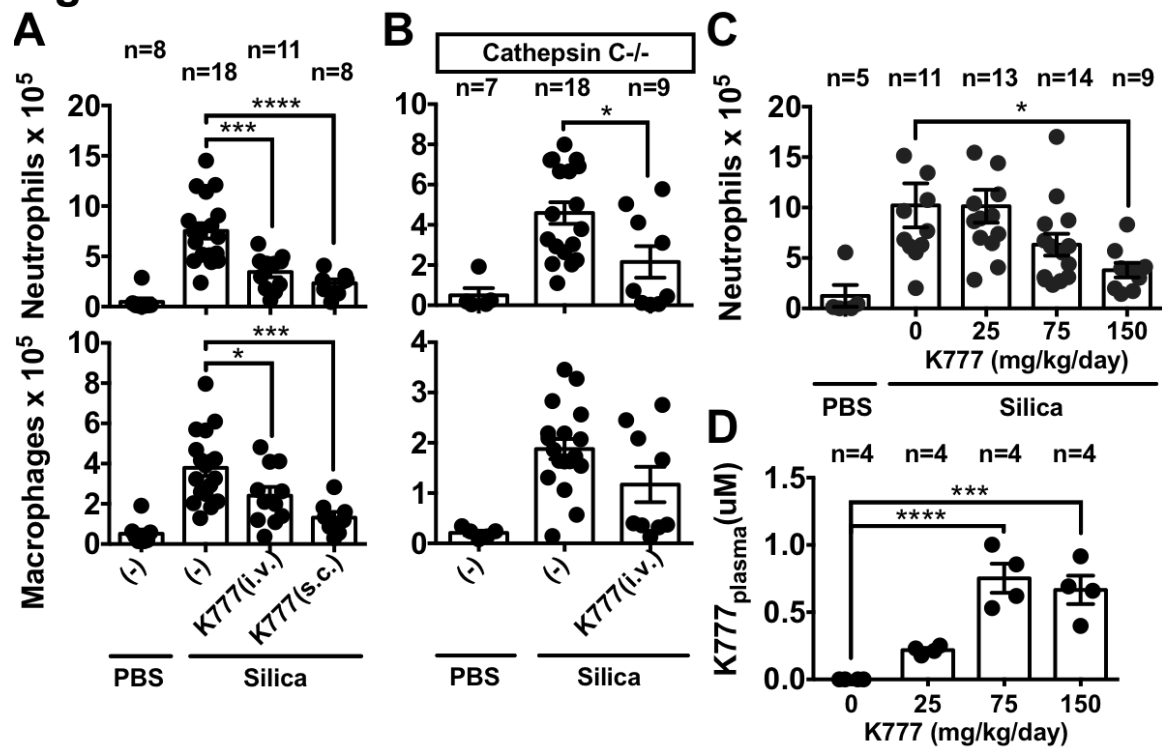 A
n=8
n=18
n=11
n=8
Neutrophils x 10⁵
20
15
10
5
0
****
***
Macrophages x 10⁵
10
8
6
4
2
0
***
*
(-)
(-)
K777(i.v.)
K777(s.c.)
PBS
Silica
B
Cathepsin C-/-
n=7
n=18
n=9
10
8
6
4
2
0
*
4
3
2
1
0
(-)
(-)
K777(i.v.)
PBS
Silica
C
n=5
n=11
n=13
n=14
n=9
Neutrophils x 10⁵
20
15
10
5
0
*
0
25
75
150
K777 (mg/kg/day)
PBS
Silica
D
n=4
n=4
n=4
n=4
K777plasma(uM)
1.5
1.0
0.5
0.0
***
****
0
25
75
150
K777 (mg/kg/day)